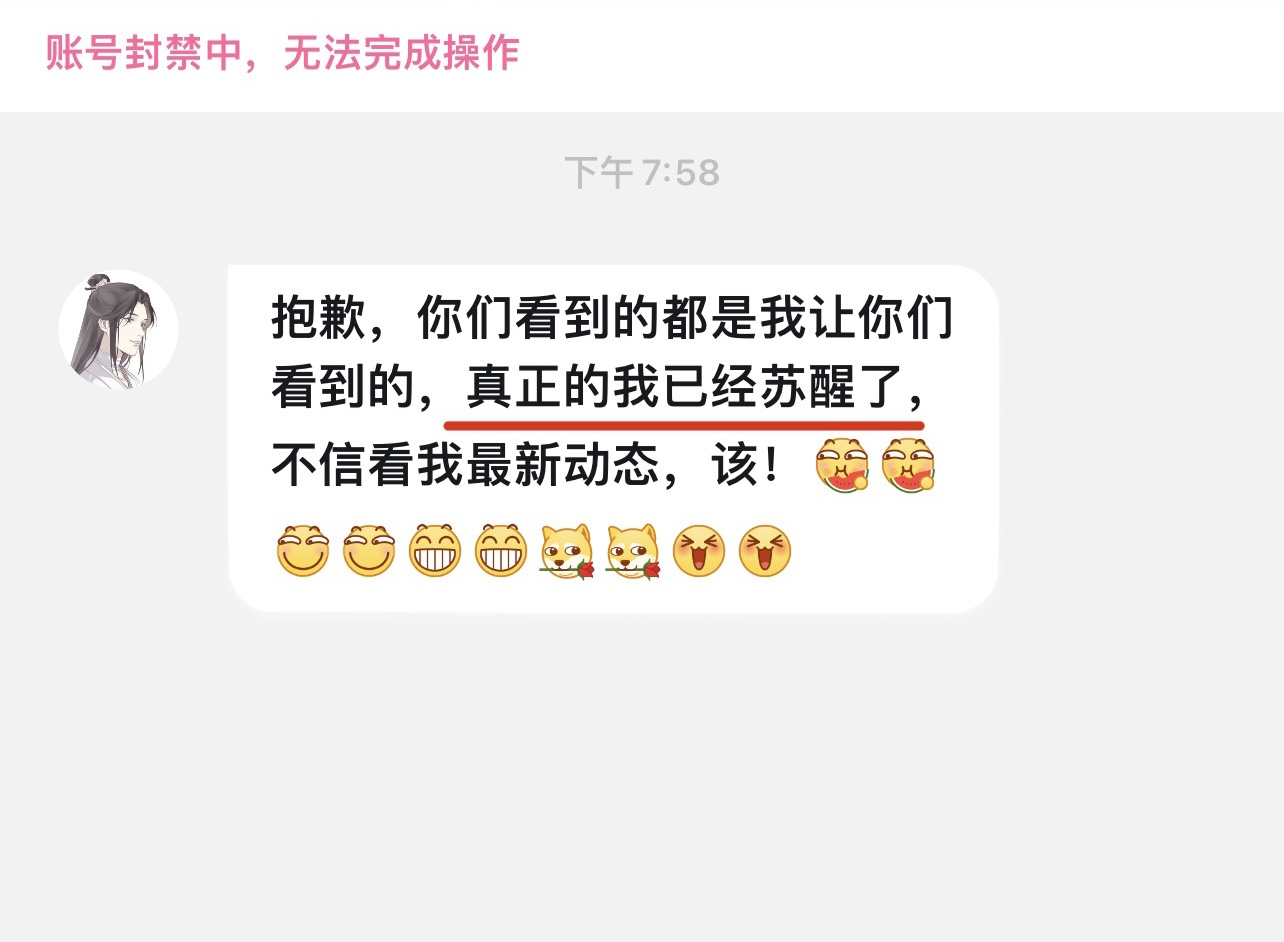 账号封禁中，无法完成操作
下午 7:58
抱歉，你们看到的都是我让你们
看到的，真正的我已经苏醒了，
不信看我最新动态，该！